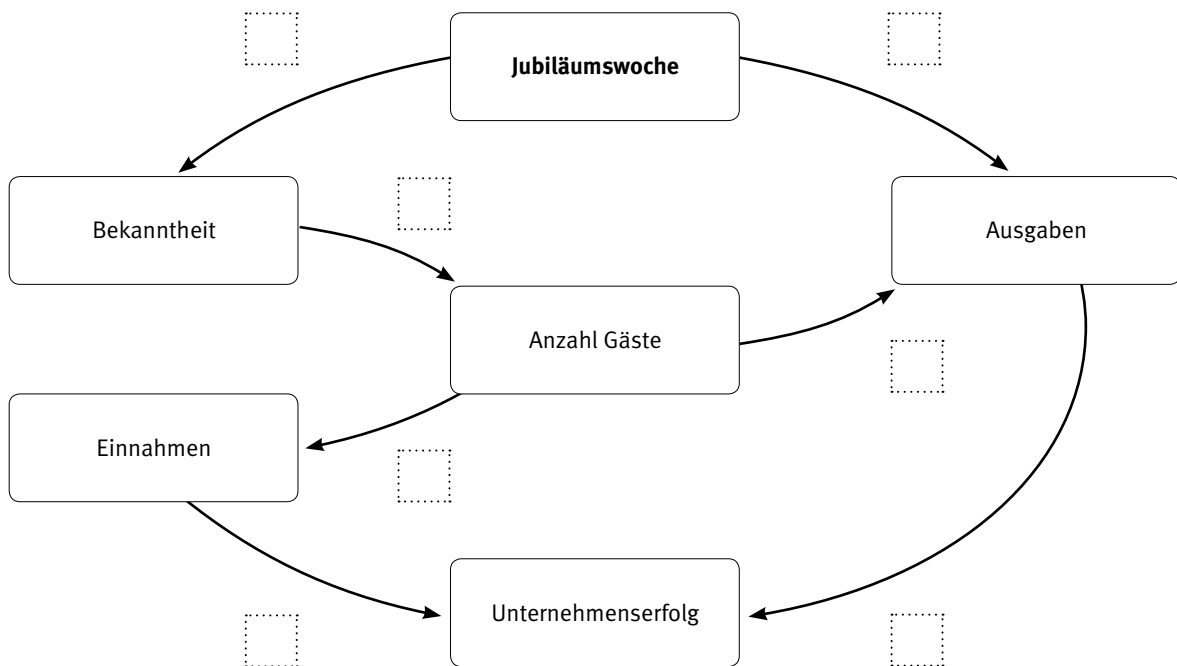 Jubiläumswoche
Bekanntheit
Ausgaben
Anzahl Gäste
Einnahmen
Unternehmenserfolg